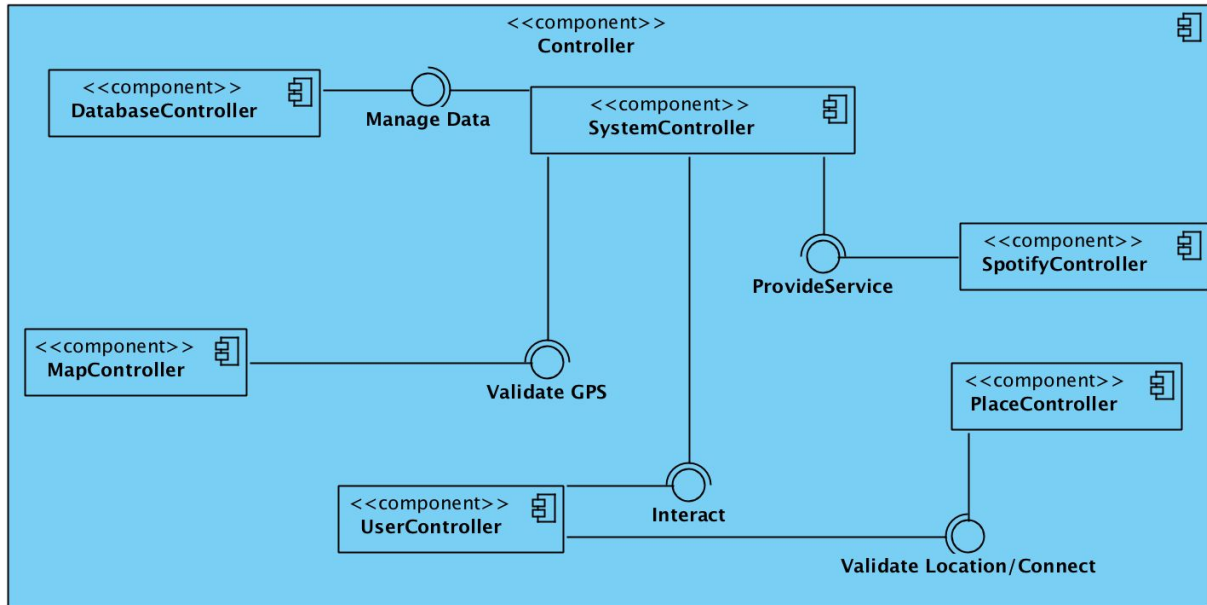 <<component>>
Controller
<<component>>
DatabaseController
Manage Data
<<component>>
SystemController
<<component>>
SpotifyController
ProvideService
<<component>>
MapController
Validate GPS
<<component>>
PlaceController
<<component>>
UserController
Interact
Validate Location/Connect